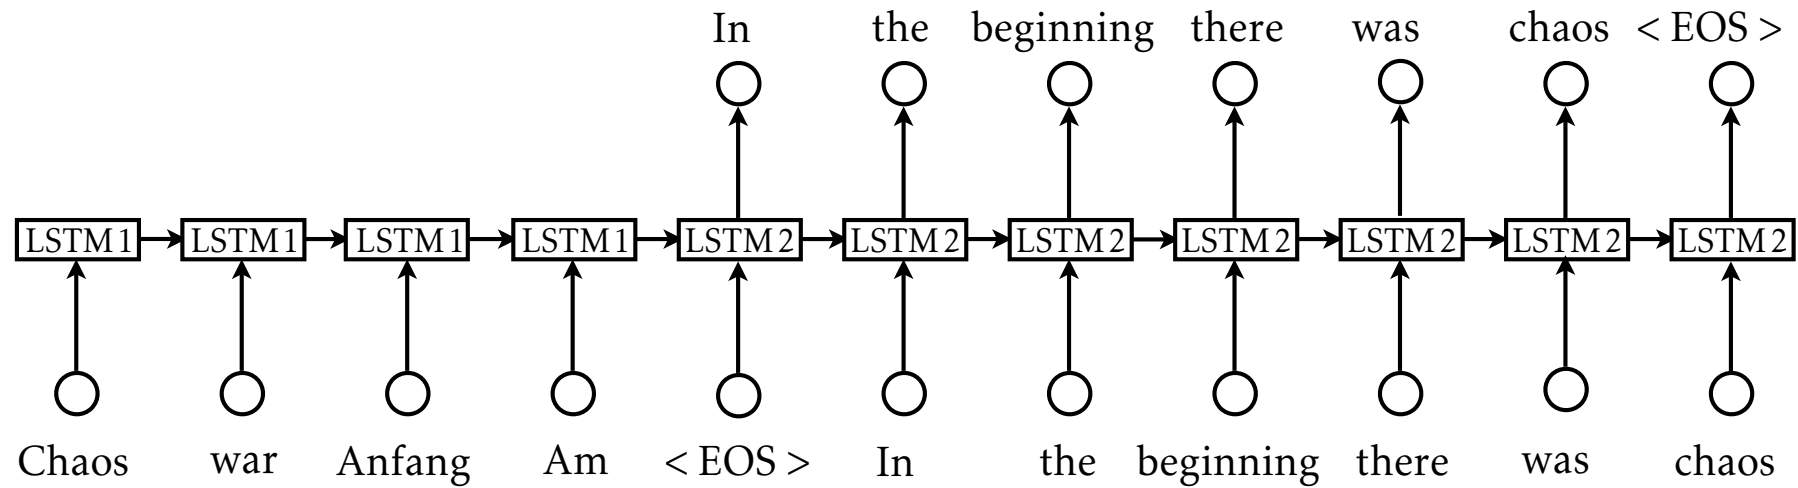 In the beginning there was chaos < EOS >
LSTM 1 LSTM 1 LSTM 1 LSTM 1 LSTM 2 LSTM 2 LSTM 2 LSTM 2 LSTM 2 LSTM 2 LSTM 2
Chaos war Anfang Am < EOS > In the beginning there was chaos